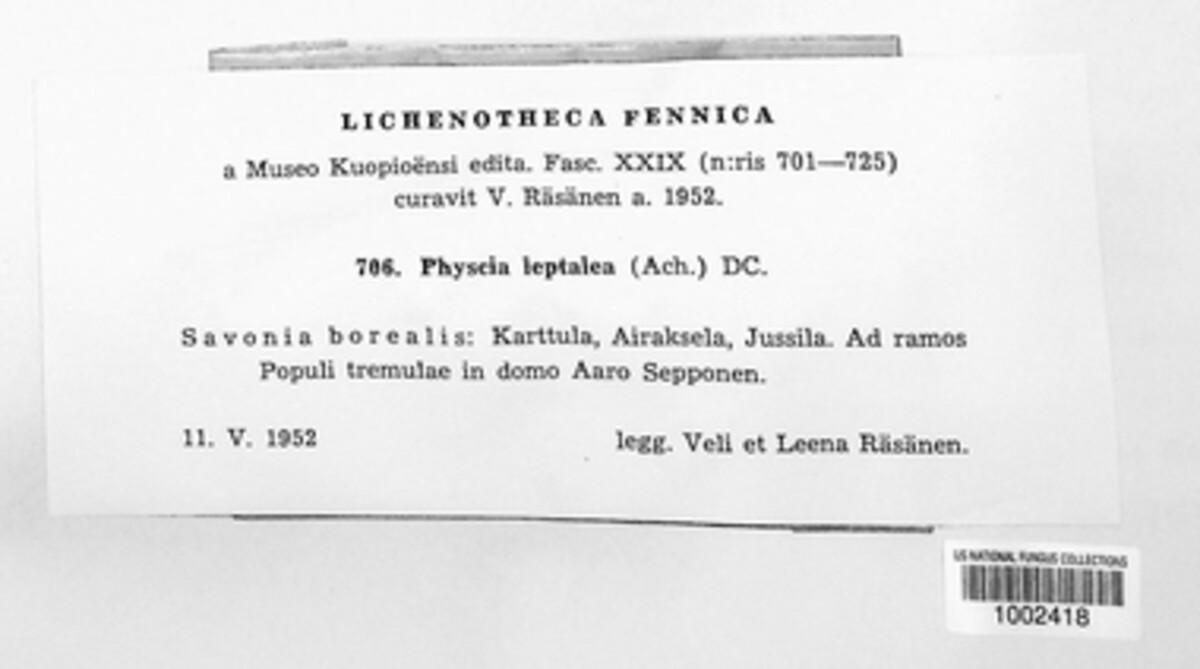 LICHENOTHECA FENNICA
a Museo Kuopioënsi edita. Fasc. XXIX (n:ris 701—725)
curavit V. Räsänen a. 1952.
706. Physcia leptalea (Ach.) DC.
Savonia borealis: Karttula, Airaksela, Jussila. Ad ramos
Populi tremulae in domo Aaro Sepponen.
11. V. 1952
legg. Veli et Leena Räsänen.
US NATIONAL FUNGUS COLLECTIONS
1002418